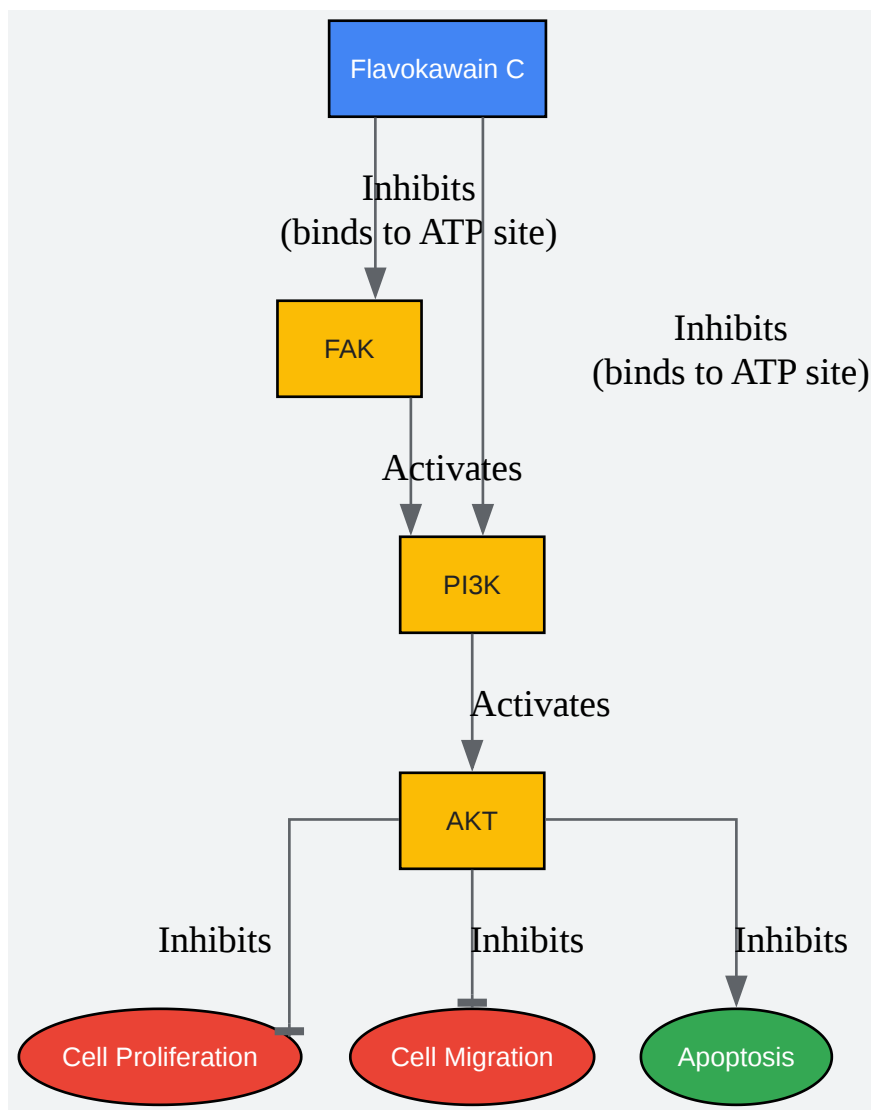 Flavokawain C
Inhibits
(binds to ATP site)
FAK
Inhibits
(binds to ATP site)
Activates
PI3K
Activates
AKT
Inhibits
Inhibits
Inhibits
Cell Proliferation
Cell Migration
Apoptosis